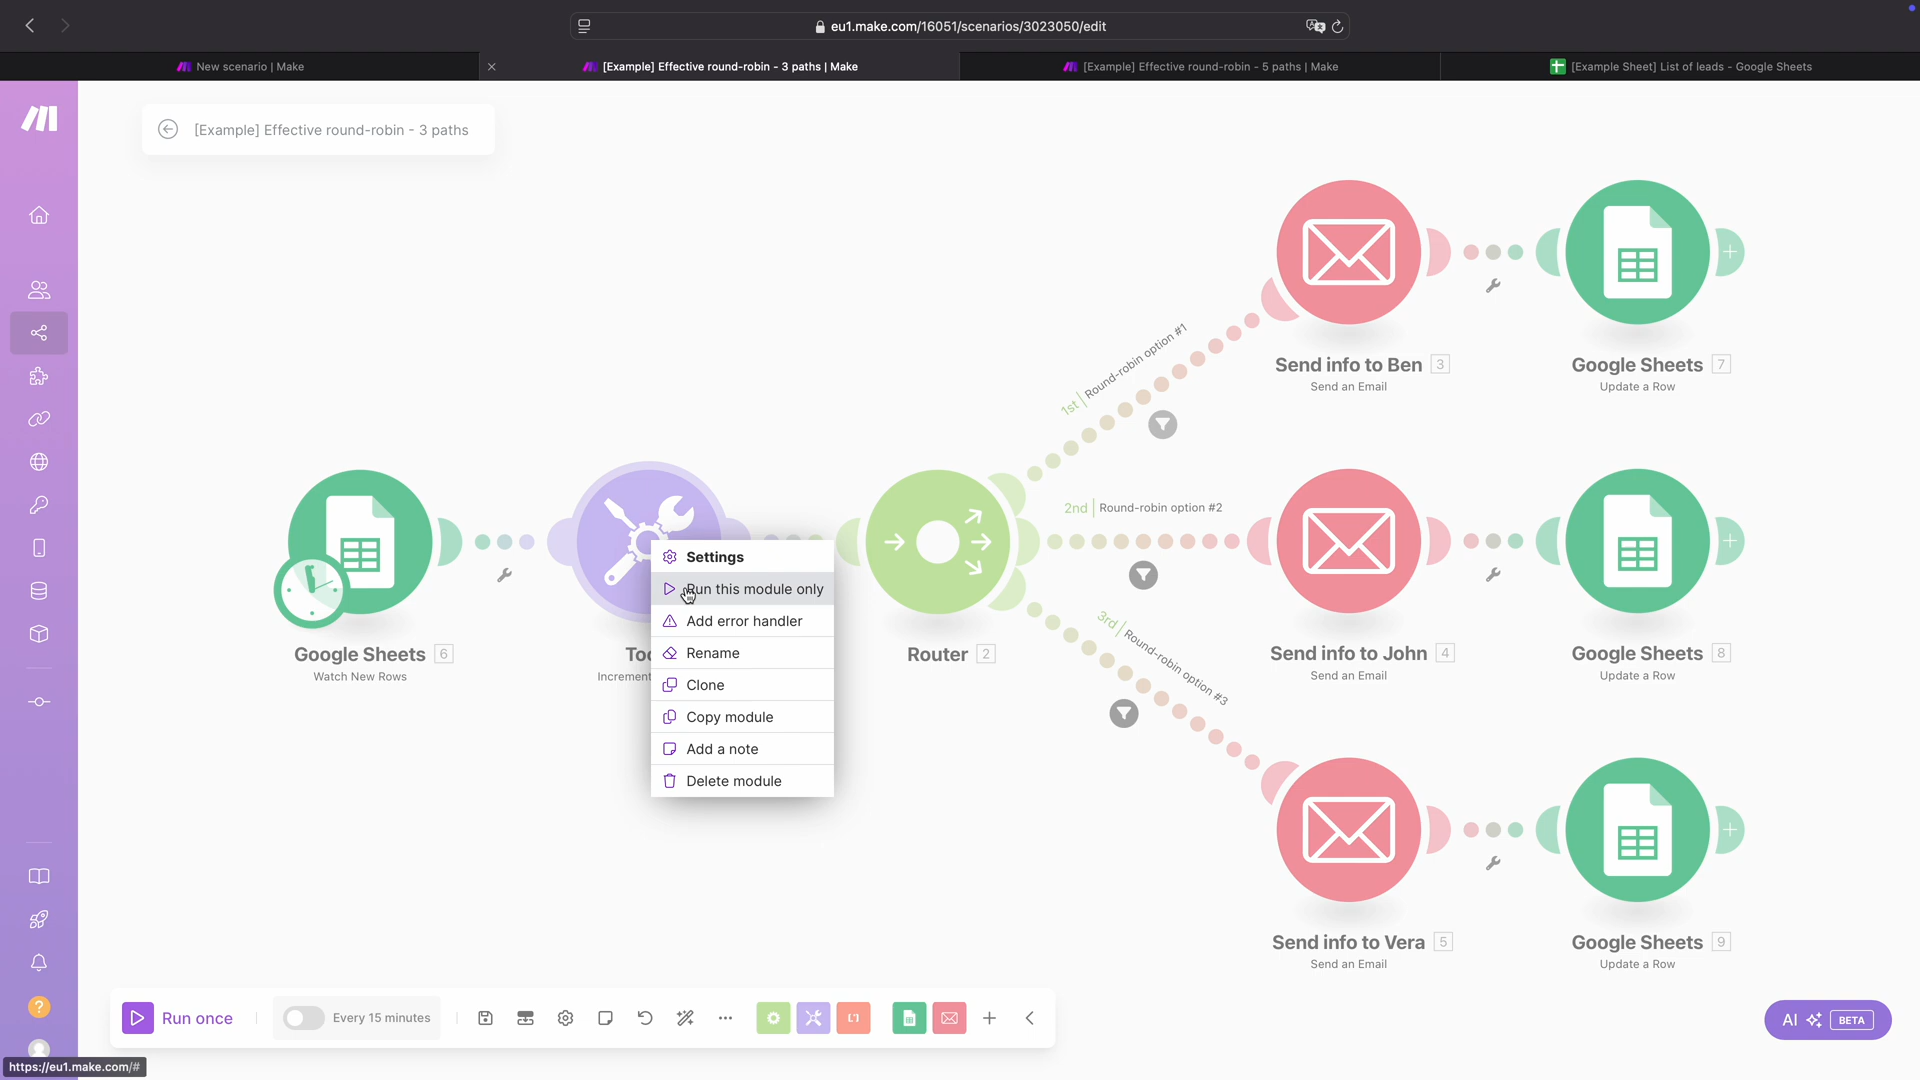 eu1.make.com/16051/scenarios/3023050/edit
New scenario | Make
[Example] Effective round-robin - 3 paths | Make
[Example] Effective round-robin - 5 paths | Make
[Example Sheet] List of leads - Google Sheets
[Example] Effective round-robin - 3 paths
1st | Round-robin option #1
Send info to Ben 3
Send an Email
Google Sheets 7
Update a Row
2nd | Round-robin option #2
Settings
Run this module only
Add error handler
Rename
Clone
Copy module
Add a note
Delete module
Google Sheets 6
Watch New Rows
Increment
Router 2
3rd | Round-robin option #3
Send info to John 4
Send an Email
Google Sheets 8
Update a Row
Send info to Vera 5
Send an Email
Google Sheets 9
Update a Row
Run once
Every 15 minutes
AI BETA
?
https://eu1.make.com/#